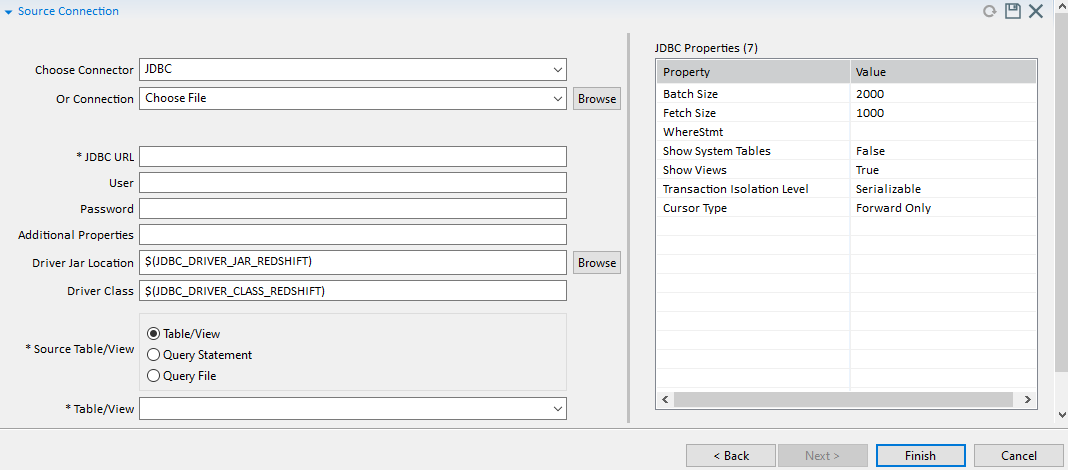 Source Connection
Choose Connector JDBC
Or Connection Choose File Browse
* JDBC URL
User
Password
Additional Properties
Driver Jar Location $(JDBC_DRIVER_JAR_REDSHIFT) Browse
Driver Class $(JDBC_DRIVER_CLASS_REDSHIFT)
* Source Table/View
Table/View
Query Statement
Query File
* Table/View
JDBC Properties (7)
Property Value
Batch Size 2000
Fetch Size 1000
WhereStmt
Show System Tables False
Show Views True
Transaction Isolation Level Serializable
Cursor Type Forward Only
< Back Next > Finish Cancel